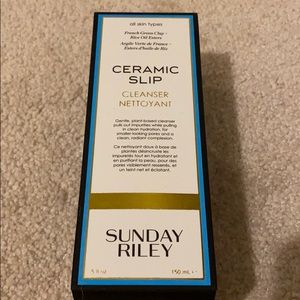 all skin types
French Green Clay +
Rice Oil Esters
Argile Verte de France +
Esters d'huile de Riz
CERAMIC
SLIP
CLEANSER
NETTOYANT
Gentle, plant-based cleanser
pulls out impurities while pulling
in clean hydration, for
smaller looking pores and a
clean, radiant complexion.
Ce nettoyant doux à base de
plantes désincruste les
impuretés tout en hydratant et
en purifiant la peau, pour des
pores visiblement resserrés, et
un teint net et éclatant.
SUNDAY
RILEY
5 fl oz
150 mL e